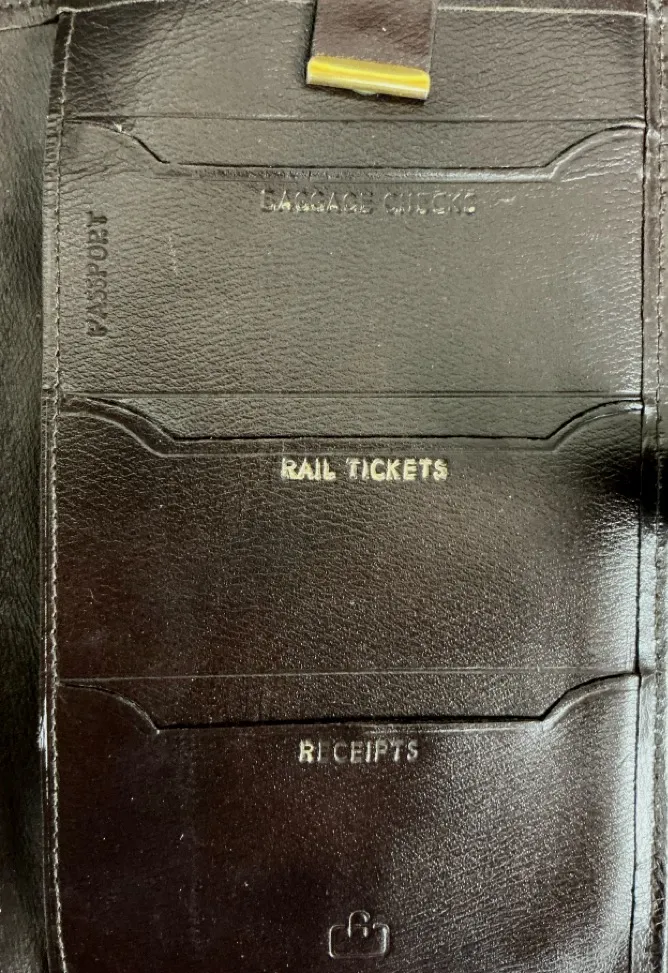 BAGGAGE CHECKS
PASSPORT
RAIL TICKETS
RECEIPTS